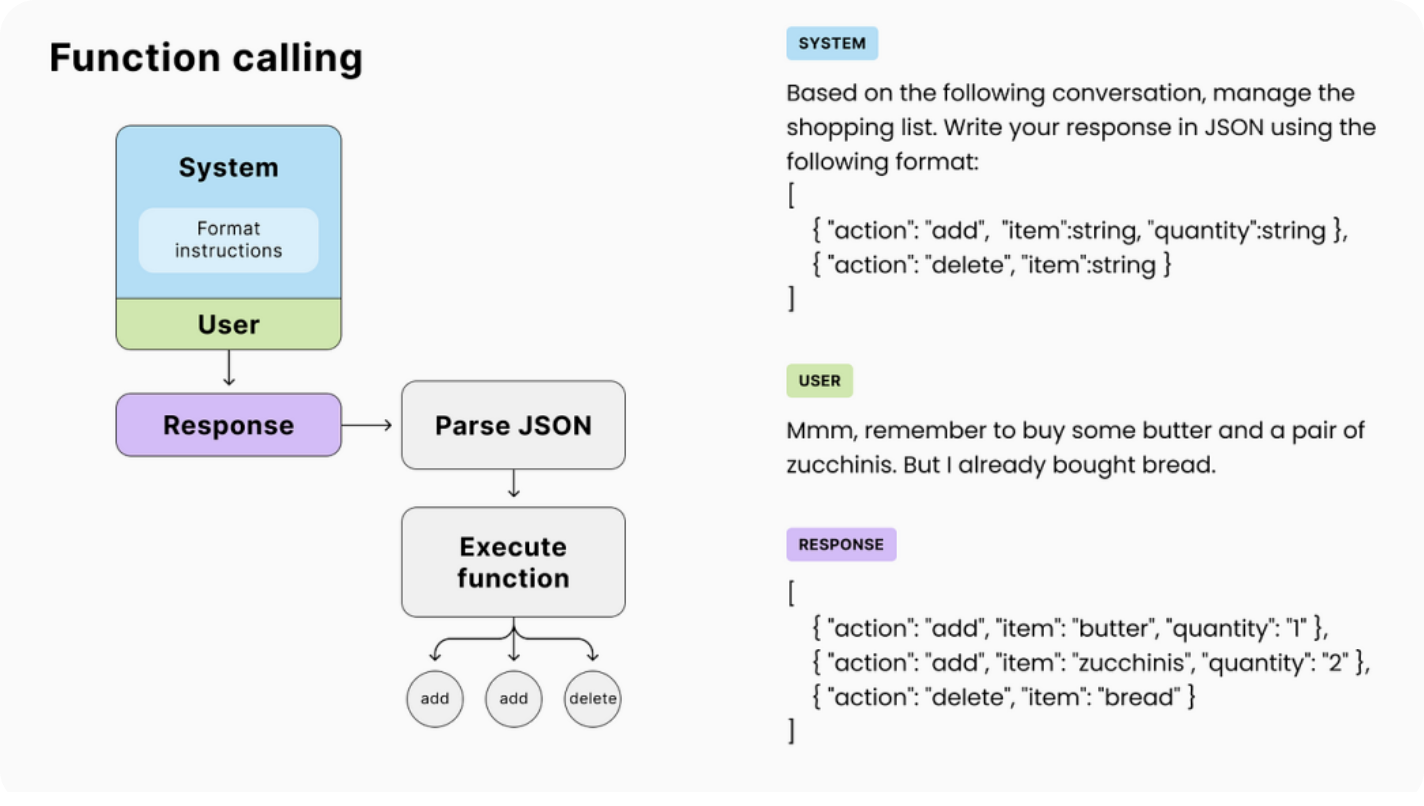 Function calling
System
Format
instructions
User
Response
Parse JSON
Execute
function
add
add
delete
SYSTEM
Based on the following conversation, manage the
shopping list. Write your response in JSON using the
following format:
[
{ "action": "add",  "item":string, "quantity":string },
{ "action": "delete", "item":string }
]
USER
Mmm, remember to buy some butter and a pair of
zucchinis. But I already bought bread.
RESPONSE
[
{ "action": "add", "item": "butter", "quantity": "1" },
{ "action": "add", "item": "zucchinis", "quantity": "2" },
{ "action": "delete", "item": "bread" }
]